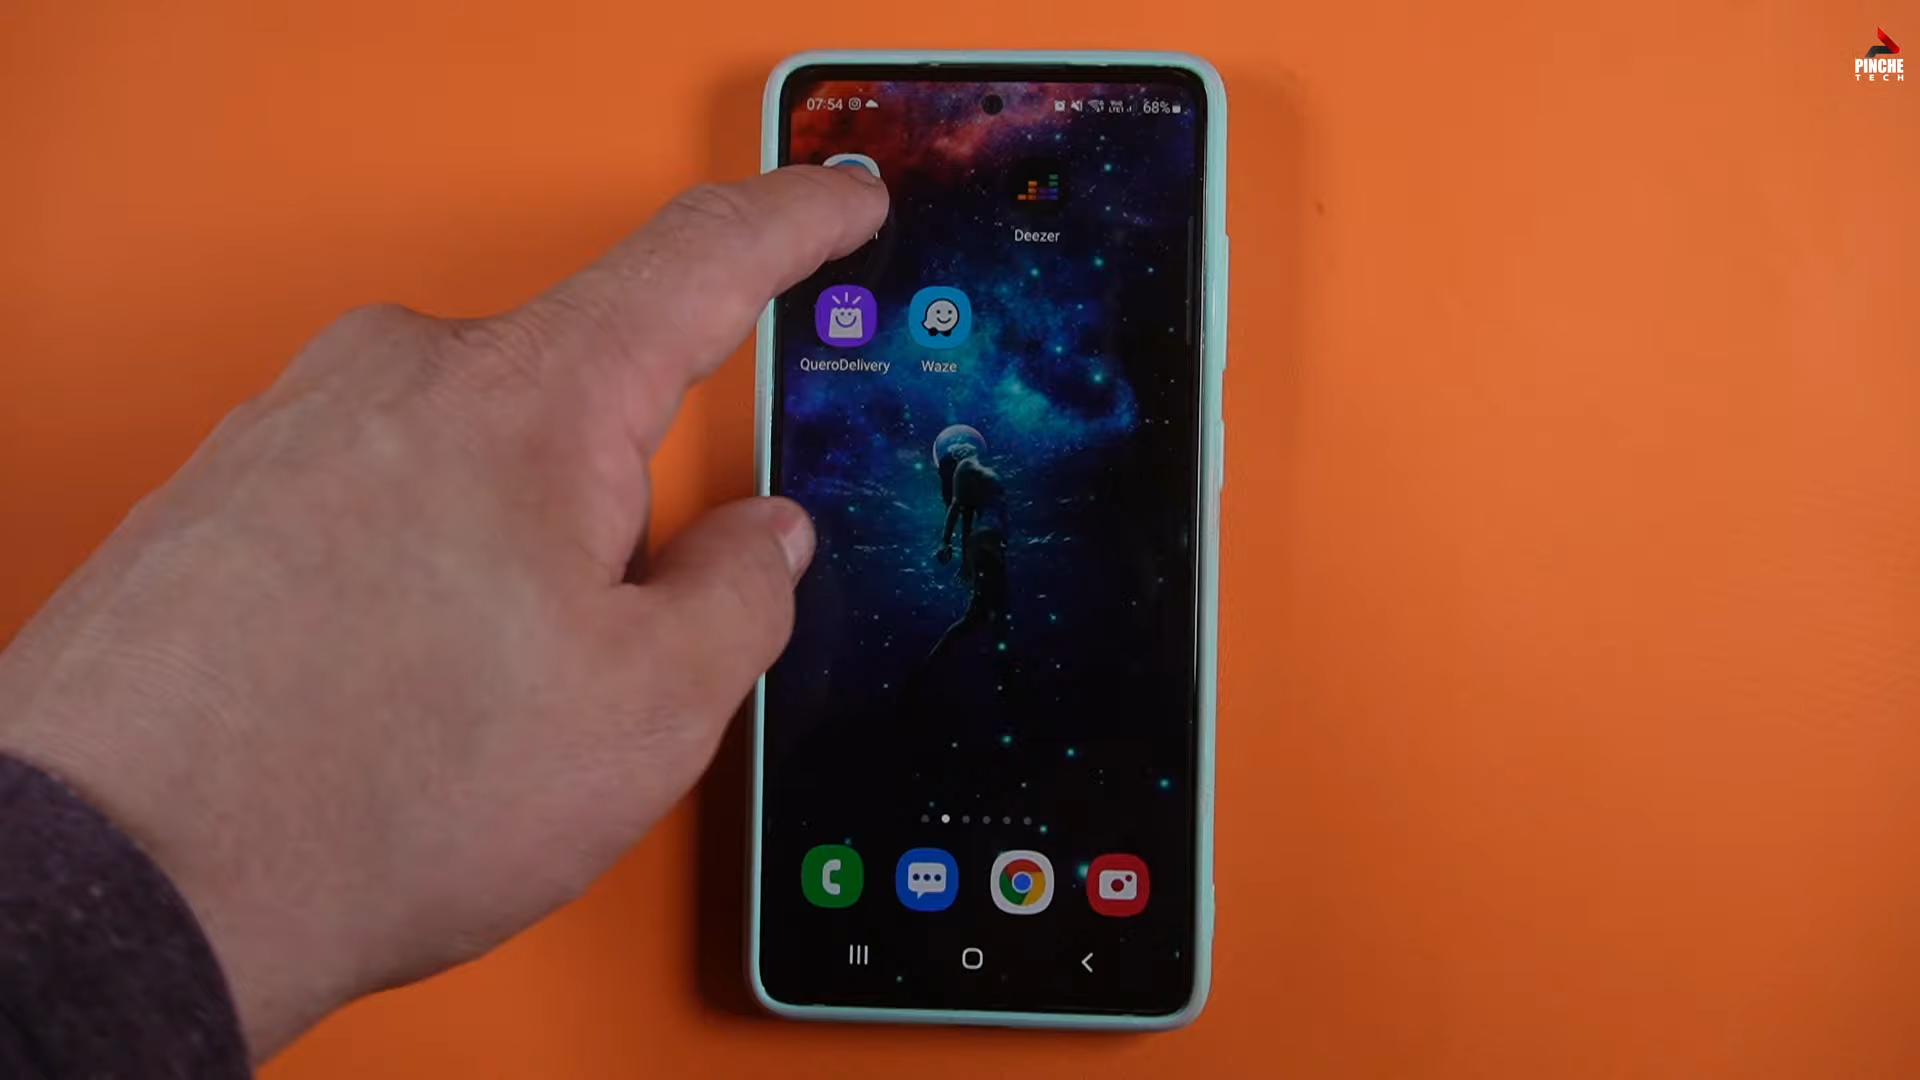 PINCHE
TECH
07:54
68%
Deezer
QueroDelivery
Waze